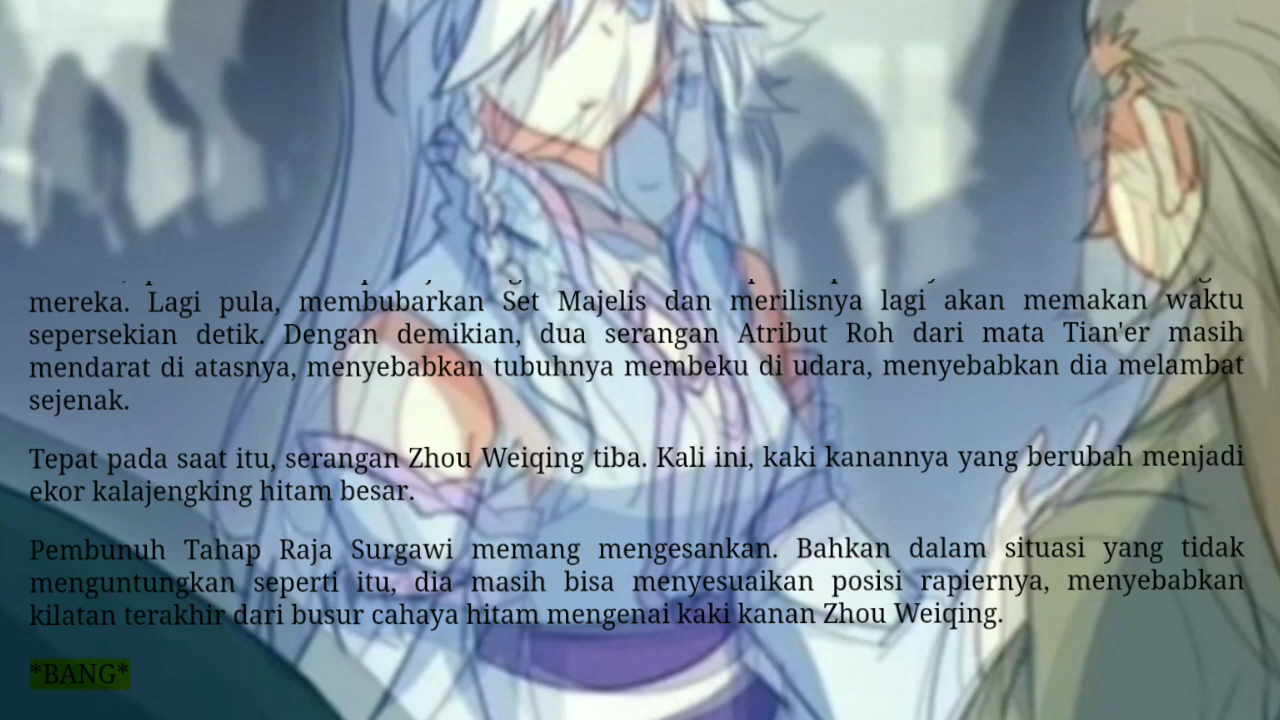 mereka. Lagi pula, membubarkan Set Majelis dan merilisnya lagi akan memakan waktu
sepersekian detik. Dengan demikian, dua serangan Atribut Roh dari mata Tian'er masih
mendarat di atasnya, menyebabkan tubuhnya membeku di udara, menyebabkan dia melambat
sejenak.
Tepat pada saat itu, serangan Zhou Weiqing tiba. Kali ini, kaki kanannya yang berubah menjadi
ekor kalajengking hitam besar.
Pembunuh Tahap Raja Surgawi memang mengesankan. Bahkan dalam situasi yang tidak
menguntungkan seperti itu, dia masih bisa menyesuaikan posisi rapiernya, menyebabkan
kilatan terakhir dari busur cahaya hitam mengenai kaki kanan Zhou Weiqing.
*BANG*